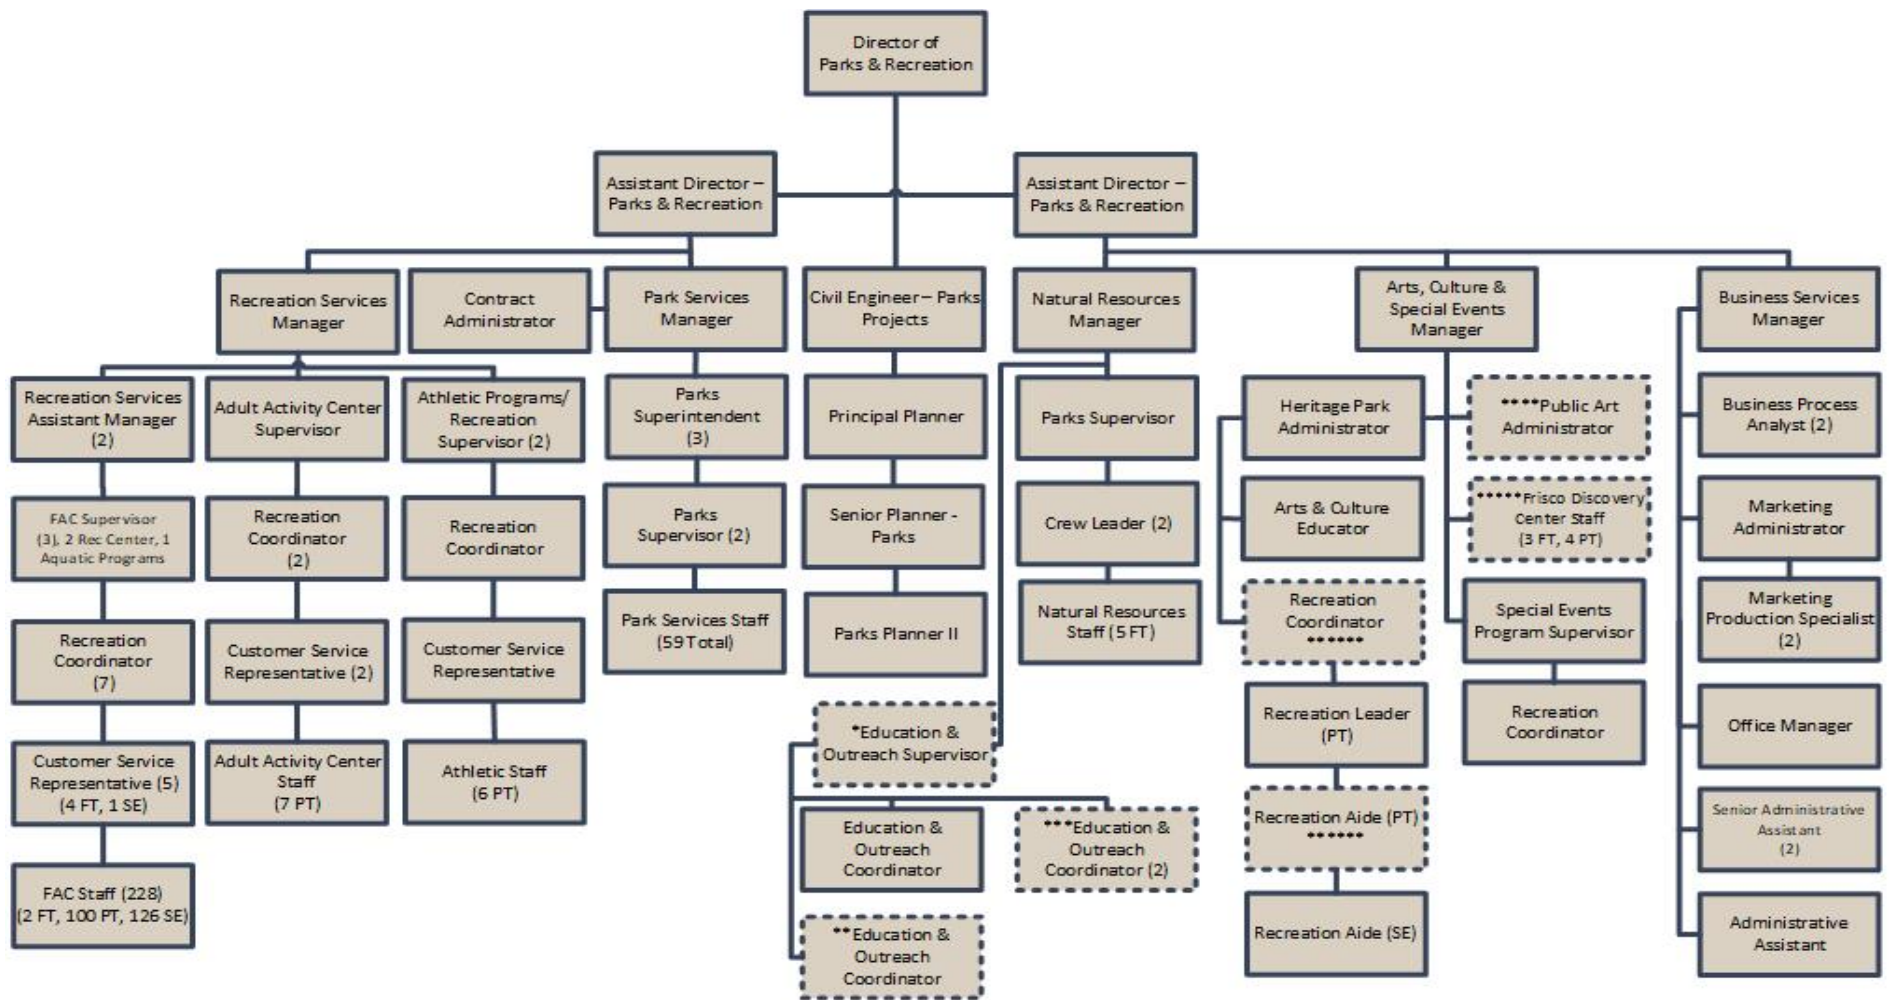 Director of
Parks & Recreation
Assistant Director –
Parks & Recreation
Assistant Director –
Parks & Recreation
Recreation Services
Manager
Contract
Administrator
Park Services
Manager
Civil Engineer – Parks
Projects
Natural Resources
Manager
Arts, Culture &
Special Events
Manager
Business Services
Manager
Recreation Services
Assistant Manager
(2)
Adult Activity Center
Supervisor
Athletic Programs/
Recreation
Supervisor (2)
Parks
Superintendent
(3)
Principal Planner
Parks Supervisor
Heritage Park
Administrator
****Public Art
Administrator
Business Process
Analyst (2)
FAC Supervisor
(3), 2 Rec Center, 1
Aquatic Programs
Recreation
Coordinator
(2)
Recreation
Coordinator
Parks
Supervisor (2)
Senior Planner -
Parks
Crew Leader (2)
Arts & Culture
Educator
*****Frisco Discovery
Center Staff
(3 FT, 4 PT)
Marketing
Administrator
Recreation
Coordinator
(7)
Customer Service
Representative (2)
Customer Service
Representative
Park Services Staff
(59 Total)
Parks Planner II
Natural Resources
Staff (5 FT)
Recreation
Coordinator
******
Special Events
Program Supervisor
Marketing
Production Specialist
(2)
Customer Service
Representative (5)
(4 FT, 1 SE)
Adult Activity Center
Staff
(7 PT)
Athletic Staff
(6 PT)
*Education &
Outreach Supervisor
Recreation Leader
(PT)
Recreation
Coordinator
Office Manager
FAC Staff (228)
(2 FT, 100 PT, 126 SE)
Education &
Outreach
Coordinator
***Education &
Outreach
Coordinator (2)
Recreation Aide (PT)
******
Senior Administrative
Assistant
(2)
**Education &
Outreach
Coordinator
Recreation Aide (SE)
Administrative
Assistant